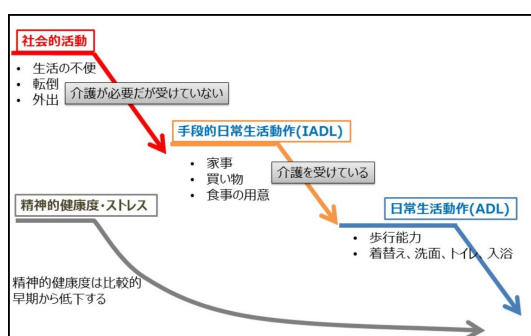 社会的活動
• 生活の不便
• 転倒
• 外出
介護が必要だが受けていない
手段的日常生活動作(IADL)
• 家事
• 買い物
• 食事の用意
介護を受けている
精神的健康度・ストレス
日常生活動作(ADL)
• 歩行能力
• 着替え、洗面、トイレ、入浴
精神的健康度は比較的
早期から低下する